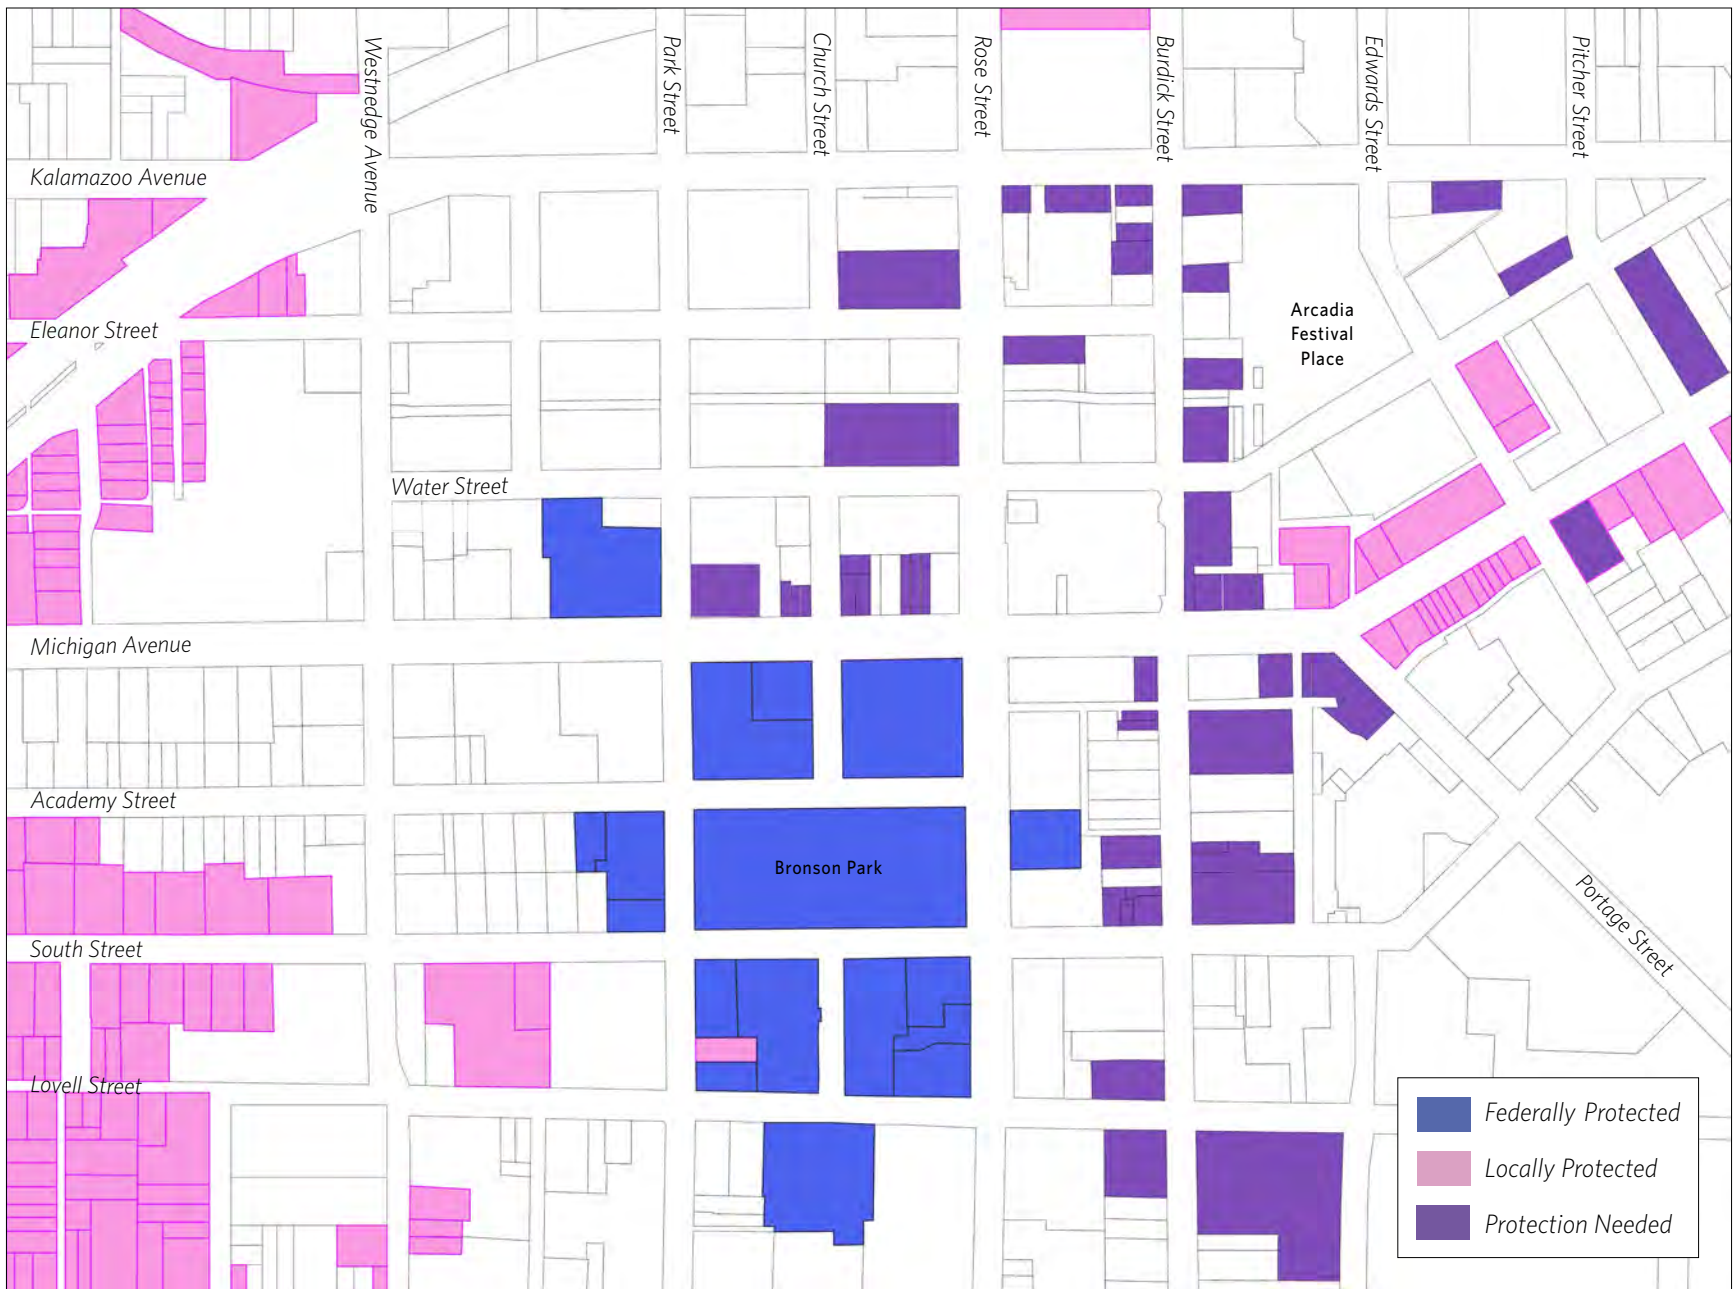 Westnedge Avenue
Park Street
Church Street
Rose Street
Burdick Street
Edwards Street
Pitcher Street
Kalamazoo Avenue
Eleanor Street
Arcadia
Festival
Place
Water Street
Michigan Avenue
Academy Street
Bronson Park
South Street
Portage Street
Lovell Street
Federally Protected
Locally Protected
Protection Needed